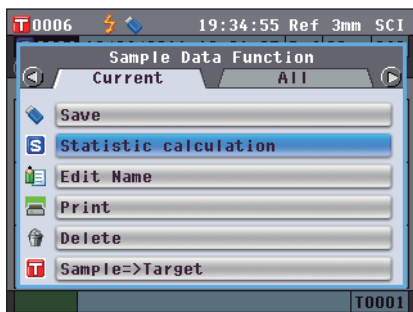 T0006 19:34:55 Ref 3mm SCI
Sample Data Function
Current All
Save
S Statistic calculation
Edit Name
Print
Delete
T Sample=>Target
T0001